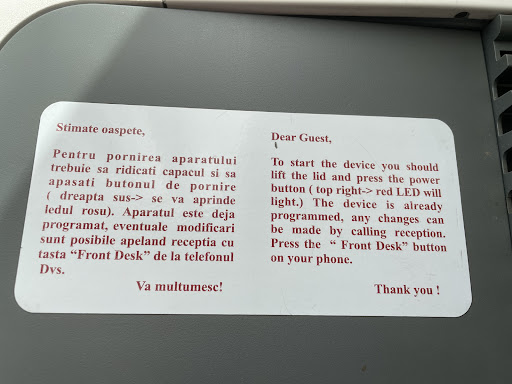 Stimate oaspete,
Pentru pornirea aparatului
trebuie sa ridicati capacul si sa
apasati butonul de pornire
( dreapta sus-> se va aprinde
ledul rosu). Aparatul este deja
programat, eventuale modificari
sunt posibile apeland receptia cu
tasta “Front Desk” de la telefonul
Dvs.
Va multumesc!
Dear Guest,
To start the device you should
lift the lid and press the power
button ( top right-> red LED will
light.) The device is already
programmed, any changes can
be made by calling reception.
Press the “ Front Desk” button
on your phone.
Thank you !